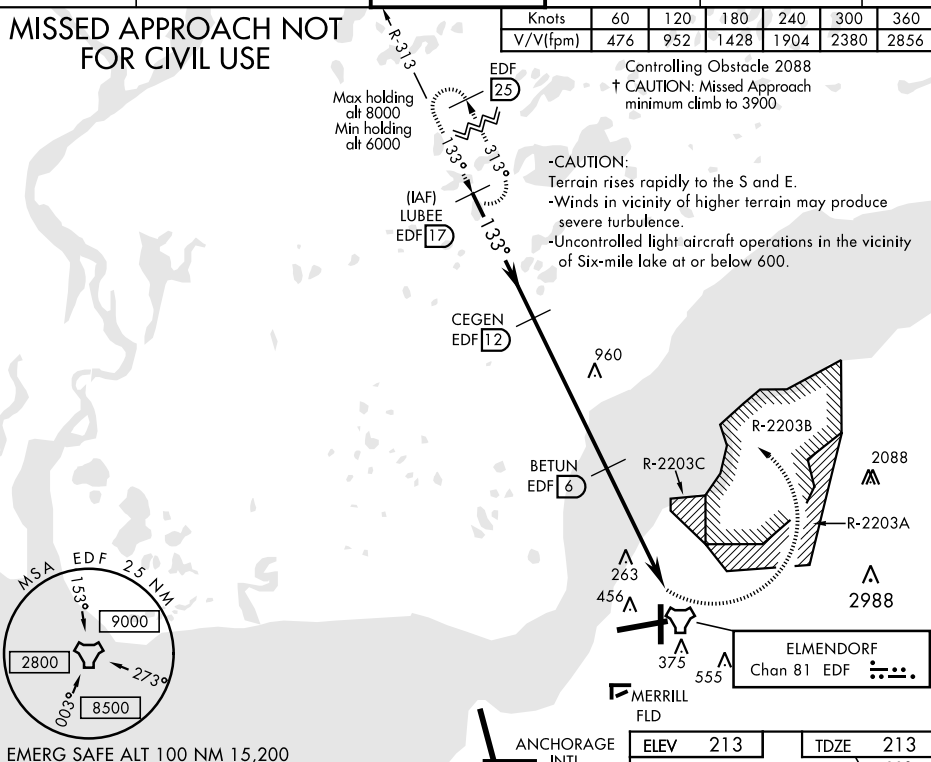 MISSED APPROACH NOT
FOR CIVIL USE
Knots 60 120 180 240 300 360
V/V(fpm) 476 952 1428 1904 2380 2856
Controlling Obstacle 2088
† CAUTION: Missed Approach
minimum climb to 3900
R-313
EDF
25
Max holding
alt 8000
Min holding
alt 6000
133°
313°
-CAUTION:
Terrain rises rapidly to the S and E.
-Winds in vicinity of higher terrain may produce
severe turbulence.
-Uncontrolled light aircraft operations in the vicinity
of Six-mile lake at or below 600.
(IAF)
LUBEE
EDF 17
133°
CEGEN
EDF 12
960
R-2203B
BETUN
EDF 6
R-2203C
2088
R-2203A
263
456
2988
MSA EDF 25 NM
153°
9000
2800
273°
003°
8500
375
555
ELMENDORF
Chan 81 EDF
MERRILL
FLD
ANCHORAGE
INTL
ELEV 213
TDZE 213
EMERG SAFE ALT 100 NM 15,200